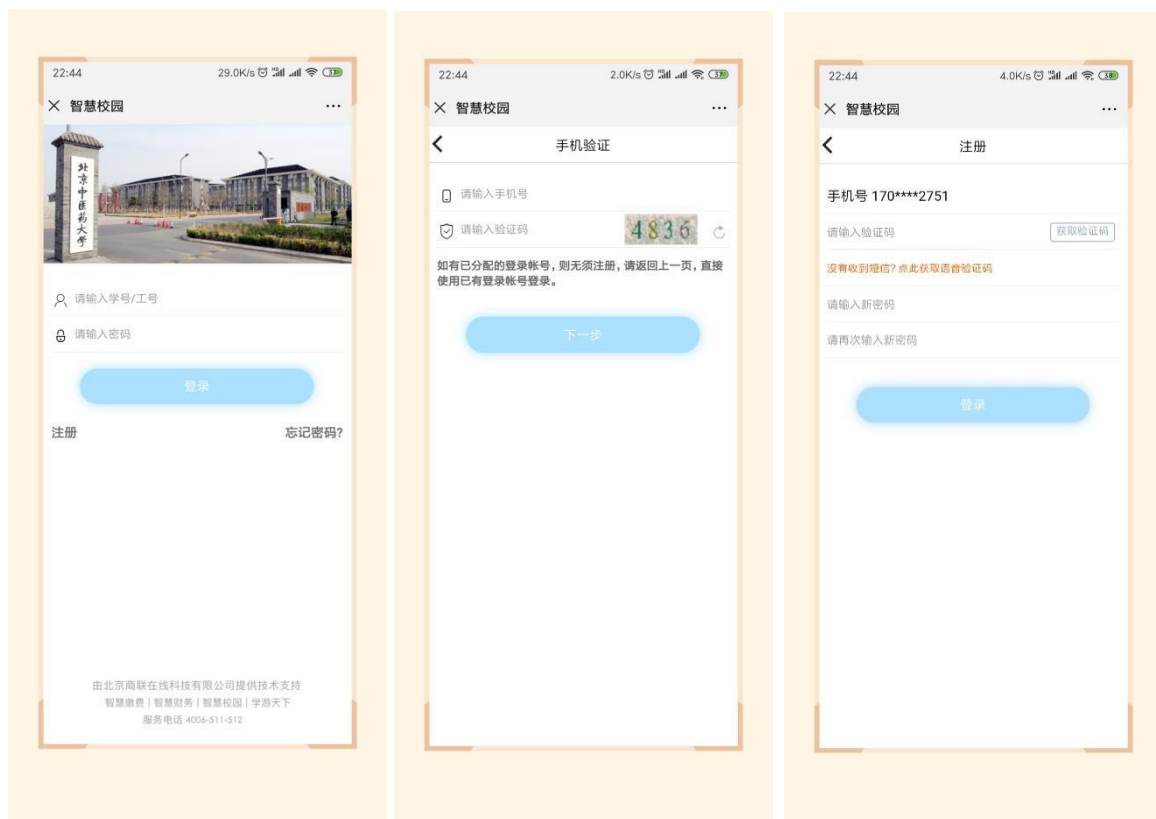 22:44 29.0K/s
智慧校园
北京中医药大学
请输入学号/工号
请输入密码
登录
注册 忘记密码?
由北京商联在线科技有限公司提供技术支持
智慧缴费 | 智慧财务 | 智慧校园 | 学游天下
服务电话 4006-511-512
22:44 2.0K/s
智慧校园
手机验证
请输入手机号
请输入验证码 4836
如有已分配的登录帐号，则无须注册，请返回上一页，直接
使用已有登录帐号登录。
下一步
22:44 4.0K/s
智慧校园
注册
手机号 170****2751
请输入验证码 获取验证码
没有收到短信? 点此获取语音验证码
请输入新密码
请再次输入新密码
登录